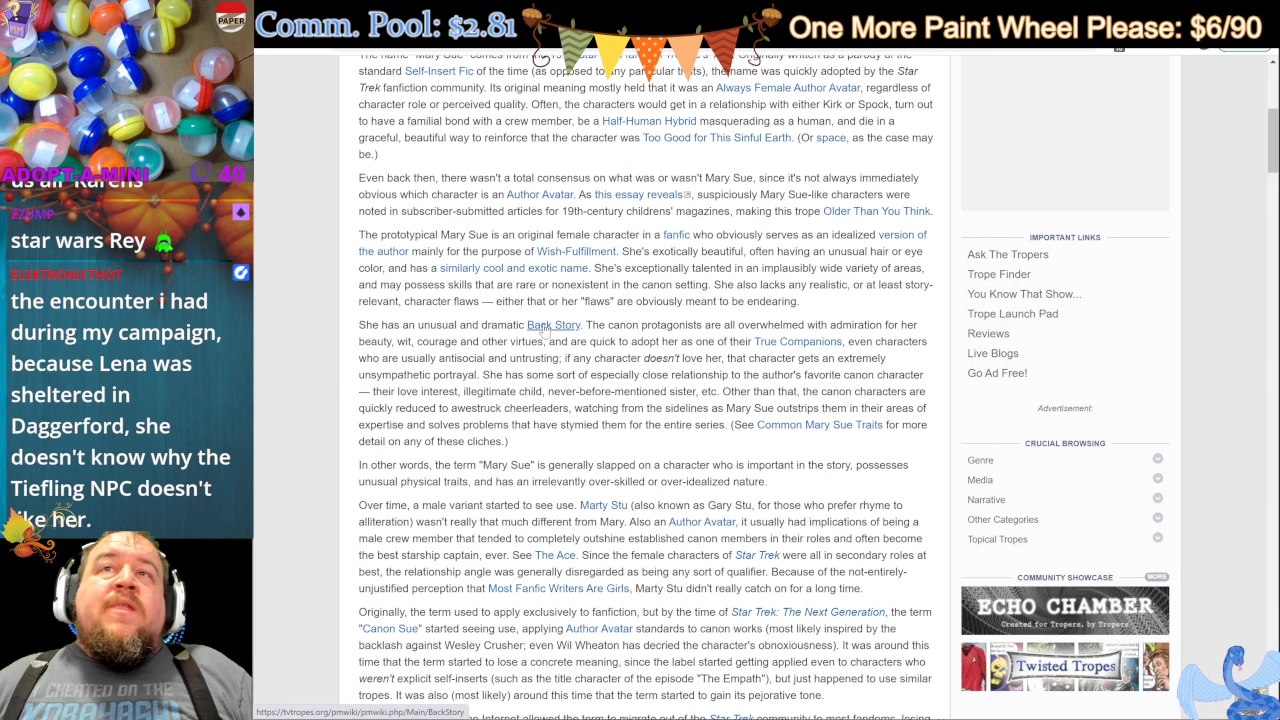 MM
PAPER
Comm. Pool: $2.81
One More Paint Wheel Please: $6/90
ADOPT-A-MINI
40
us all "Karens"
ZZUMP
star wars Rey
ELEKTRONICTHOT
the encounter i had
during my campaign,
because Lena was
sheltered in
Daggerford, she
doesn't know why the
Tiefling NPC doesn't
like her.
I CHEATED ON THE
standard Self-Insert Fic of the time (as opposed to any particular traits), the name was quickly adopted by the Star
Trek fanfiction community. Its original meaning mostly held that it was an Always Female Author Avatar, regardless of
character role or perceived quality. Often, the characters would get in a relationship with either Kirk or Spock, turn out
to have a familial bond with a crew member, be a Half-Human Hybrid masquerading as a human, and die in a
graceful, beautiful way to reinforce that the character was Too Good for This Sinful Earth. (Or space, as the case may
be.)
Even back then, there wasn't a total consensus on what was or wasn't Mary Sue, since it's not always immediately
obvious which character is an Author Avatar. As this essay reveals, suspiciously Mary Sue-like characters were
noted in subscriber-submitted articles for 19th-century childrens' magazines, making this trope Older Than You Think.
The prototypical Mary Sue is an original female character in a fanfic who obviously serves as an idealized version of
the author mainly for the purpose of Wish-Fulfillment. She's exotically beautiful, often having an unusual hair or eye
color, and has a similarly cool and exotic name. She's exceptionally talented in an implausibly wide variety of areas,
and may possess skills that are rare or nonexistent in the canon setting. She also lacks any realistic, or at least story-
relevant, character flaws — either that or her "flaws" are obviously meant to be endearing.
She has an unusual and dramatic Back Story. The canon protagonists are all overwhelmed with admiration for her
beauty, wit, courage and other virtues, and are quick to adopt her as one of their True Companions, even characters
who are usually antisocial and untrusting; if any character doesn't love her, that character gets an extremely
unsympathetic portrayal. She has some sort of especially close relationship to the author's favorite canon character
— their love interest, illegitimate child, never-before-mentioned sister, etc. Other than that, the canon characters are
quickly reduced to awestruck cheerleaders, watching from the sidelines as Mary Sue outstrips them in their areas of
expertise and solves problems that have stymied them for the entire series. (See Common Mary Sue Traits for more
detail on any of these cliches.)
In other words, the term "Mary Sue" is generally slapped on a character who is important in the story, possesses
unusual physical traits, and has an irrelevantly over-skilled or over-idealized nature.
Over time, a male variant started to see use. Marty Stu (also known as Gary Stu, for those who prefer rhyme to
alliteration) wasn't really that much different from Mary. Also an Author Avatar, it usually had implications of being a
male crew member that tended to completely outshine established canon members in their roles and often become
the best starship captain, ever. See The Ace. Since the female characters of Star Trek were all in secondary roles at
best, the relationship angle was generally disregarded as being any sort of qualifier. Because of the not-entirely-
unjustified perception that Most Fanfic Writers Are Girls, Marty Stu didn't really catch on for a long time.
Originally, the term used to apply exclusively to fanfiction, but by the time of Star Trek: The Next Generation, the term
"Canon Sue" started seeing use, applying Author Avatar standards to canon works (most likely inspired by the
backlash against Wesley Crusher; even Wil Wheaton has decried the character's obnoxiousness). It was around this
time that the term started to lose a concrete meaning, since the label started getting applied even to characters who
weren't explicit self-inserts (such as the title character of the episode "The Empath"), but just happened to use similar
tropes. It was also (most likely) around this time that the term started to gain its pejorative tone.
the Internet allowed the term to migrate out of the Star Trek community to most fandoms, losing
https://tvtropes.org/pmwiki/pmwiki.php/Main/BackStory
IMPORTANT LINKS
Ask The Tropers
Trope Finder
You Know That Show...
Trope Launch Pad
Reviews
Live Blogs
Go Ad Free!
Advertisement:
CRUCIAL BROWSING
Genre
Media
Narrative
Other Categories
Topical Tropes
COMMUNITY SHOWCASE
MORE
ECHO CHAMBER
Created for Tropers, by Tropers
Twisted Tropes